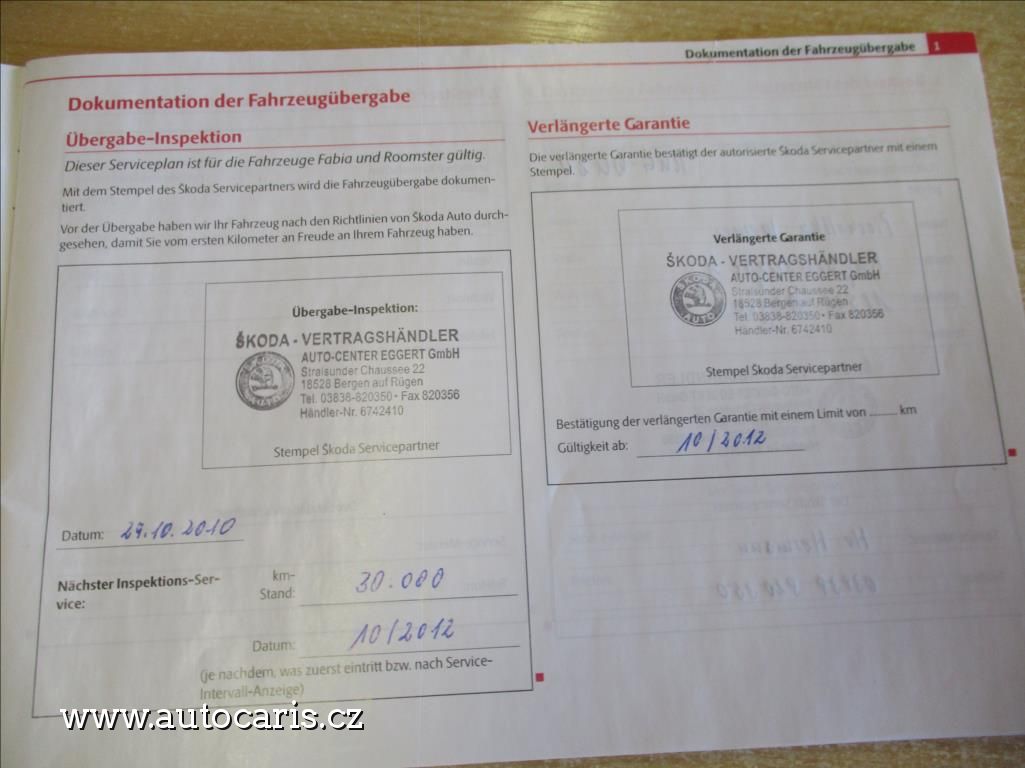 Dokumentation der Fahrzeugübergabe 1
Dokumentation der Fahrzeugübergabe
Übergabe-Inspektion
Dieser Serviceplan ist für die Fahrzeuge Fabia und Roomster gültig.
Mit dem Stempel des Škoda Servicepartners wird die Fahrzeugübergabe dokumen-
tiert.
Vor der Übergabe haben wir Ihr Fahrzeug nach den Richtlinien von Škoda Auto durch-
gesehen, damit Sie vom ersten Kilometer an Freude an Ihrem Fahrzeug haben.
Übergabe-Inspektion:
ŠKODA - VERTRAGSHÄNDLER
AUTO-CENTER EGGERT GmbH
Stralsunder Chaussee 22
18528 Bergen auf Rügen
Tel. 03838-820350 • Fax 820356
Händler-Nr. 6742410
Stempel Škoda Servicepartner
Datum: 27.10.2010
Nächster Inspektions-Ser-
vice:
km-
Stand: 30.000
Datum: 10/2012
(je nachdem, was zuerst eintritt bzw. nach Service-
Intervall-Anzeige)
Verlängerte Garantie
Die verlängerte Garantie bestätigt der autorisierte Škoda Servicepartner mit einem
Stempel.
Verlängerte Garantie
ŠKODA - VERTRAGSHÄNDLER
AUTO-CENTER EGGERT GmbH
Stralsunder Chaussee 22
18528 Bergen auf Rügen
Tel. 03838-820350 • Fax 820356
Händler-Nr. 6742410
Stempel Škoda Servicepartner
Bestätigung der verlängerten Garantie mit einem Limit von ........ km
Gültigkeit ab: 10/2012
www.autocaris.cz